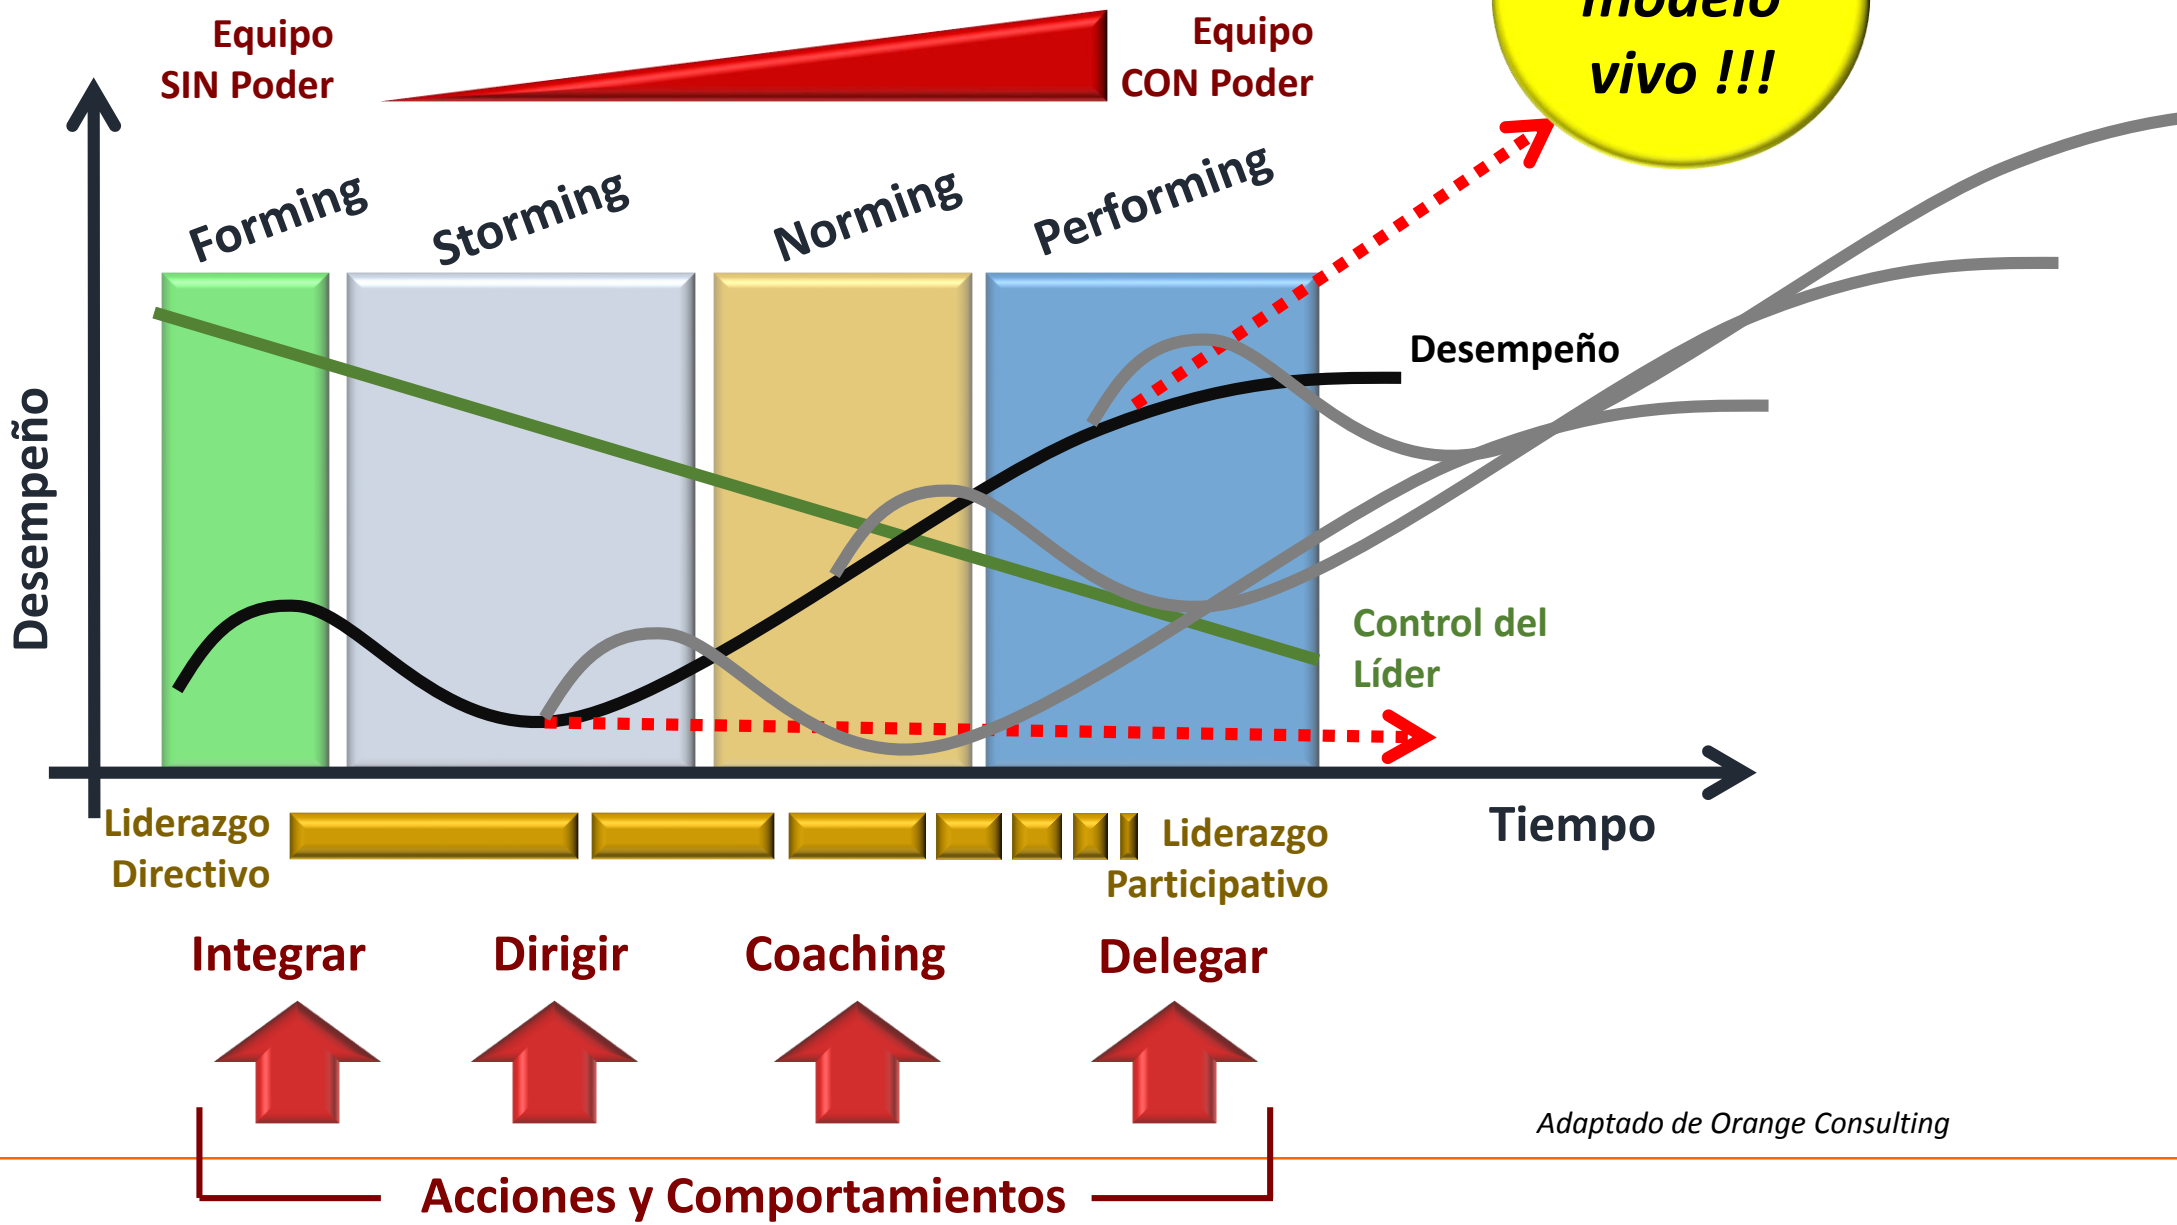 Equipo
SIN Poder
Equipo
CON Poder
modelo
vivo !!!
Forming
Storming
Norming
Performing
Desempeño
Desempeño
Control del
Líder
Tiempo
Liderazgo
Directivo
Liderazgo
Participativo
Integrar
Dirigir
Coaching
Delegar
Adaptado de Orange Consulting
Acciones y Comportamientos